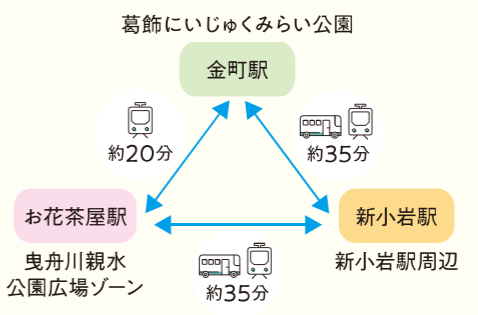 葛飾にいじゅくみらい公園
金町駅
約20分
約35分
お花茶屋駅
新小岩駅
曳舟川親水
公園広場ゾーン
新小岩駅周辺
約35分